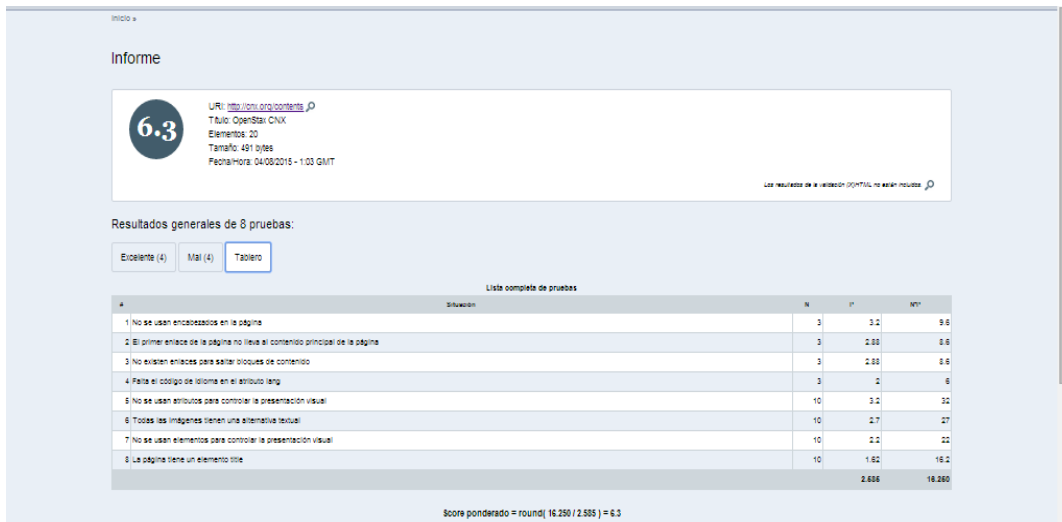 Inicio »
Informe
6.3
URI: http://cnx.org/contents
Título: OpenStax CNX
Elementos: 20
Tamaño: 491 bytes
Fecha/Hora: 04/08/2015 - 1:03 GMT
Los resultados de la validación (X)HTML no están incluidos.
Resultados generales de 8 pruebas:
Excelente (4) Mal (4) Tablero
Lista completa de pruebas
# Situación N I* N*I*
1 No se usan encabezados en la página 3 3.2 9.6
2 El primer enlace de la página no lleva al contenido principal de la página 3 2.88 8.6
3 No existen enlaces para saltar bloques de contenido 3 2.88 8.6
4 Falta el código de idioma en el atributo lang 3 2 6
5 No se usan atributos para controlar la presentación visual 10 3.2 32
6 Todas las imágenes tienen una alternativa textual 10 2.7 27
7 No se usan elementos para controlar la presentación visual 10 2.2 22
8 La página tiene un elemento title 10 1.62 16.2
16.250
Score ponderado = round( 16.250 / 2.585 ) = 6.3